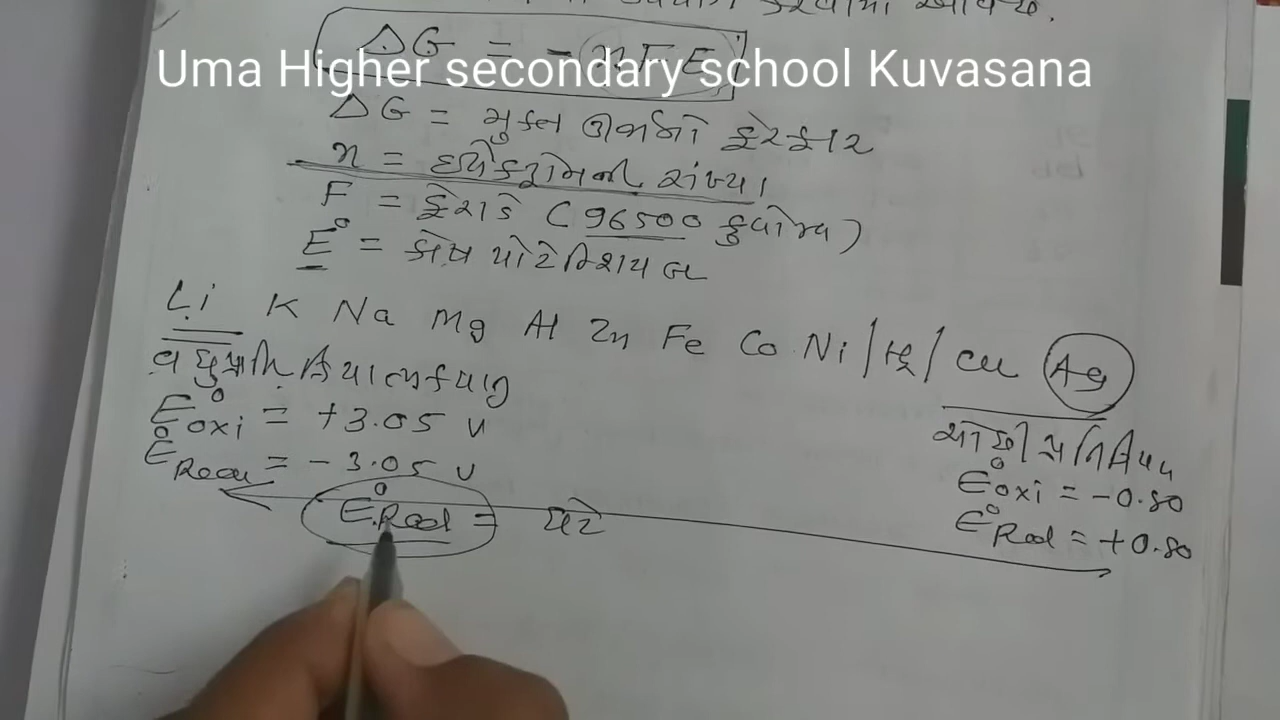 ΔG = -nFE
Uma Higher secondary school Kuvasana
ΔG = મુક્ત ઊર્જાનો ફેરફાર
n = ઇલેક્ટ્રોનની સંખ્યા
F = ફેરાડે (96500 કુલોમ્બ)
E° = કોષ પોટેન્શિયલ
Li K Na Mg Al Zn Fe Co Ni / H₂ / Cu Ag
વધુ ક્રિયાત્મક ધાતુ
E°oxi = +3.05 v
E°Red = -3.05 v
E°oxi = -0.80
E°Red = +0.80
E°Red = ઘટે